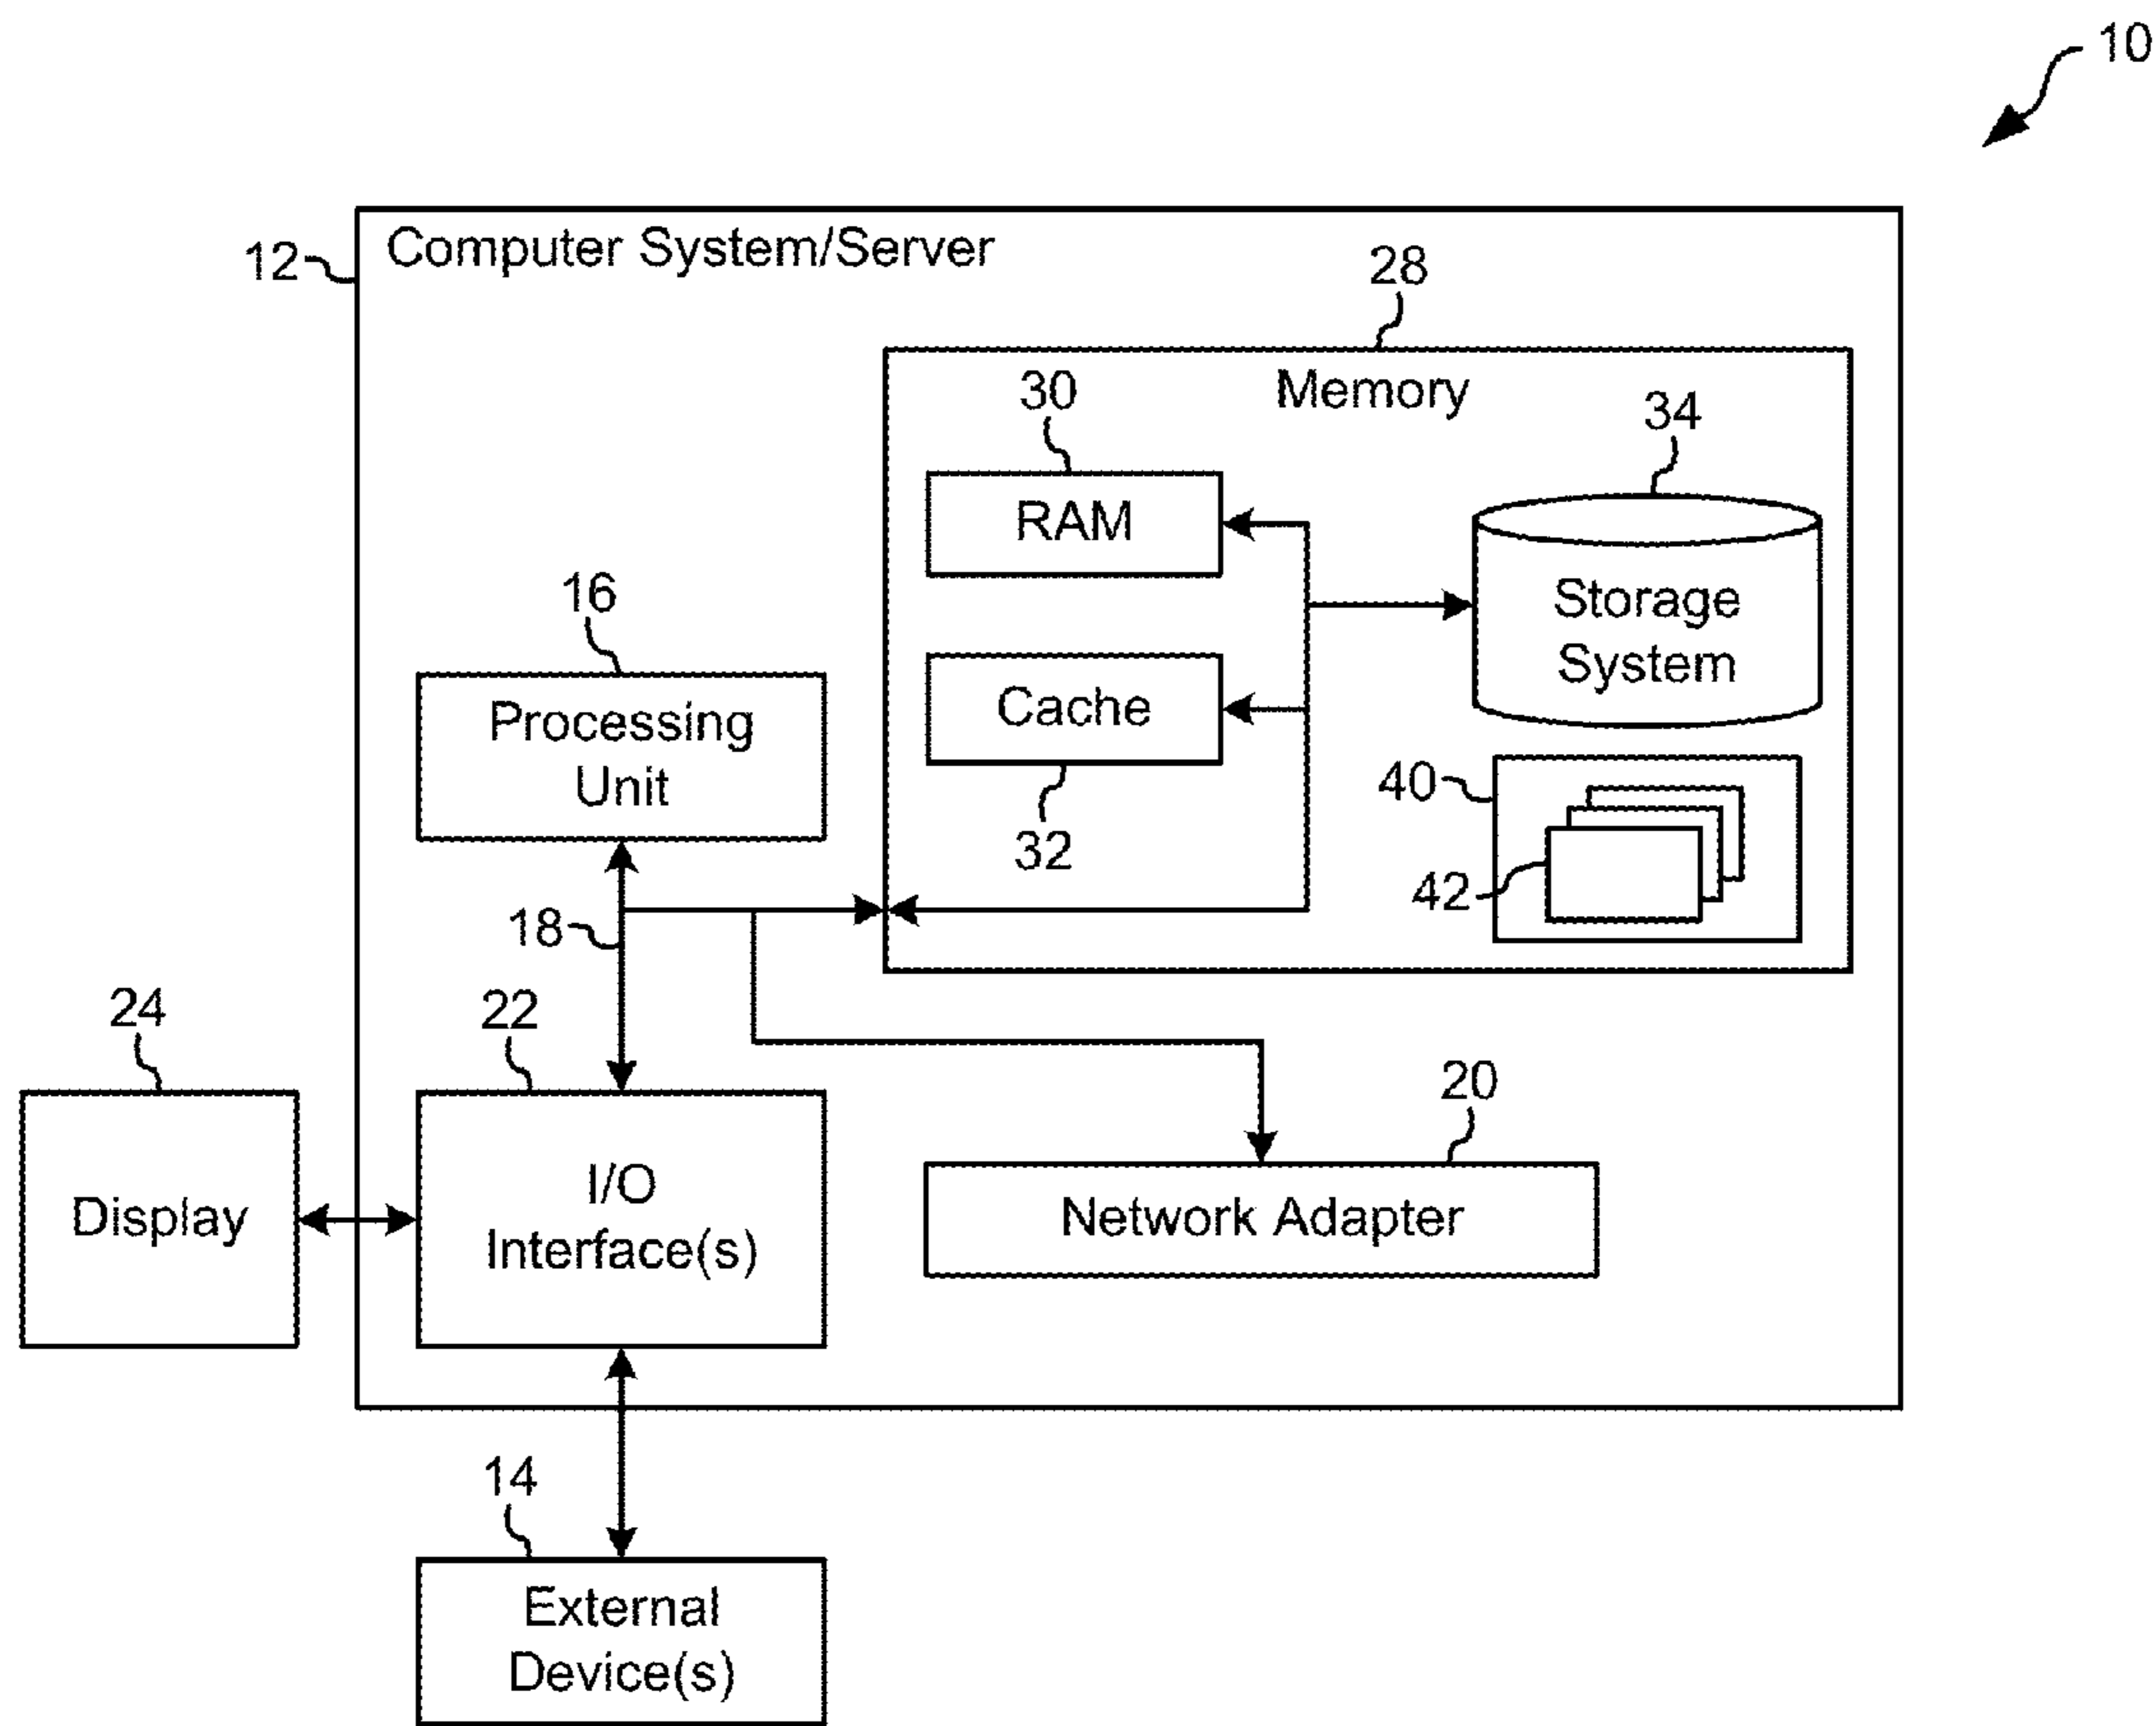 10
12
Computer System/Server
28
Memory
30
34
RAM
16
Storage
System
Processing
Unit
Cache
40
32
42
18
24
22
20
Display
I/O
Interface(s)
Network Adapter
14
External
Device(s)